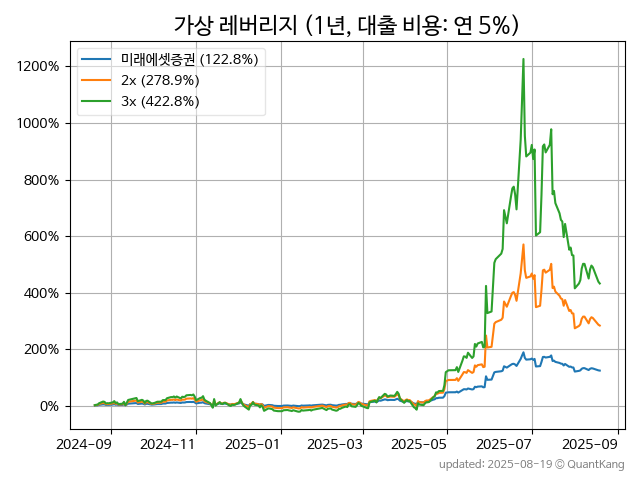 가상 레버리지 (1년, 대출 비용: 연 5%)
미래에셋증권 (122.8%)
2x (278.9%)
3x (422.8%)
1200%
1000%
800%
600%
400%
200%
0%
2024-09
2024-11
2025-01
2025-03
2025-05
2025-07
2025-09
updated: 2025-08-19 © QuantKang